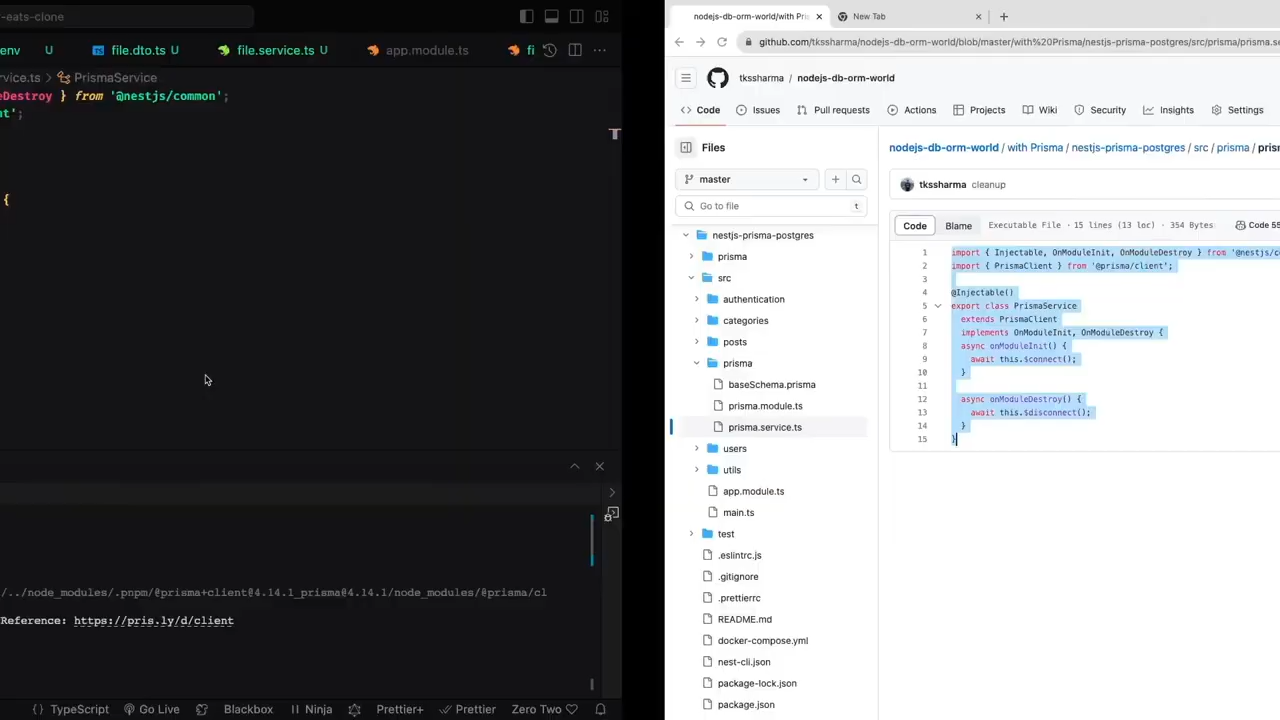 -eats-clone
env U
file.dto.ts U
file.service.ts U
app.module.ts
fi
rvice.ts > PrismaService
eDestroy } from '@nestjs/common';
nt';
{
/../node_modules/.pnpm/@prisma+client@4.14.1_prisma@4.14.1/node_modules/@prisma/cl
Reference: https://pris.ly/d/client
{ } TypeScript
Go Live
Blackbox
Ninja
Prettier+
Prettier
Zero Two
nodejs-db-orm-world/with Pris
New Tab
github.com/tkssharma/nodejs-db-orm-world/blob/master/with%20Prisma/nestjs-prisma-postgres/src/prisma/prisma.se
tkssharma / nodejs-db-orm-world
Code
Issues
Pull requests
Actions
Projects
Wiki
Security
Insights
Settings
Files
master
Go to file
t
nestjs-prisma-postgres
prisma
src
authentication
categories
posts
prisma
baseSchema.prisma
prisma.module.ts
prisma.service.ts
users
utils
app.module.ts
main.ts
test
.eslintrc.js
.gitignore
.prettierrc
README.md
docker-compose.yml
nest-cli.json
package-lock.json
package.json
nodejs-db-orm-world / with Prisma / nestjs-prisma-postgres / src / prisma / prism
tkssharma cleanup
Code
Blame
Executable File · 15 lines (13 loc) · 354 Bytes
Code 55
1 import { Injectable, OnModuleInit, OnModuleDestroy } from '@nestjs/co
2 import { PrismaClient } from '@prisma/client';
3
4 @Injectable()
5 export class PrismaService
6 extends PrismaClient
7 implements OnModuleInit, OnModuleDestroy {
8 async onModuleInit() {
9 await this.$connect();
10 }
11
12 async onModuleDestroy() {
13 await this.$disconnect();
14 }
15 }